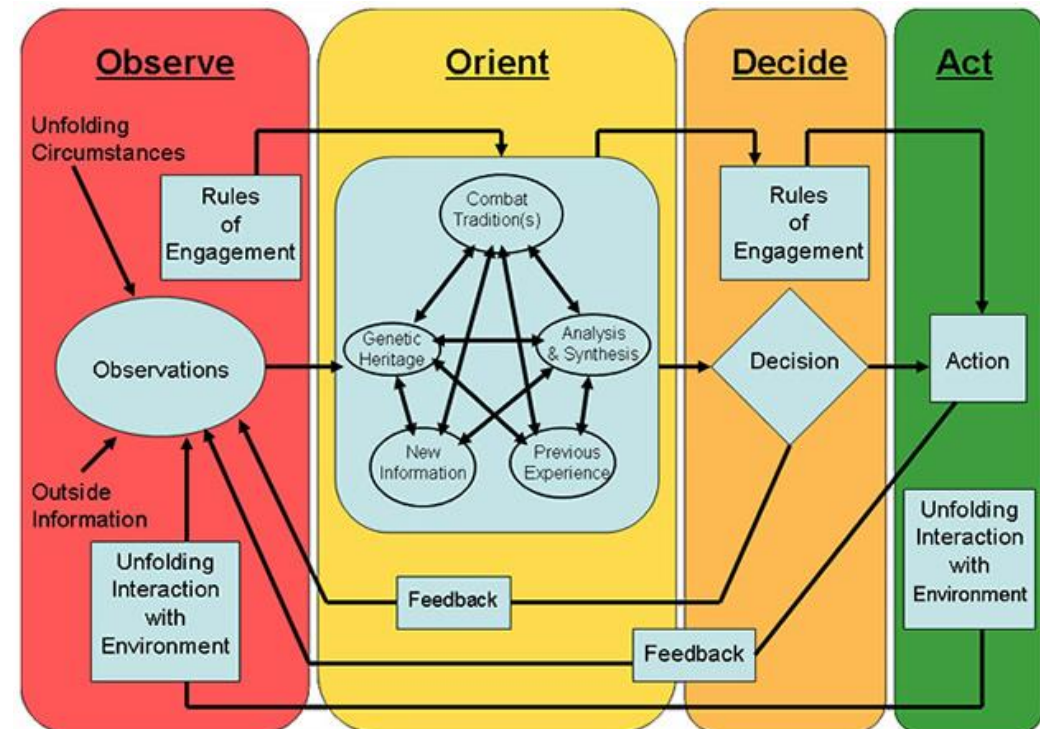 Observe
Orient
Decide
Act
Unfolding
Circumstances
Rules
of
Engagement
Observations
Outside
Information
Unfolding
Interaction
with
Environment
Combat
Tradition(s)
Genetic
Heritage
Analysis
& Synthesis
New
Information
Previous
Experience
Feedback
Feedback
Rules
of
Engagement
Decision
Action
Unfolding
Interaction
with
Environment